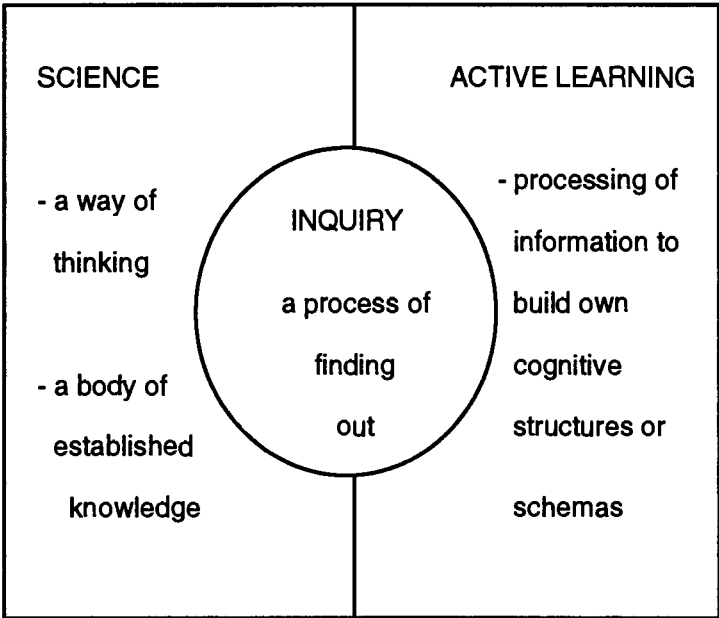 SCIENCE
- a way of
thinking
- a body of
established
knowledge
INQUIRY
a process of
finding
out
ACTIVE LEARNING
- processing of
information to
build own
cognitive
structures or
schemas